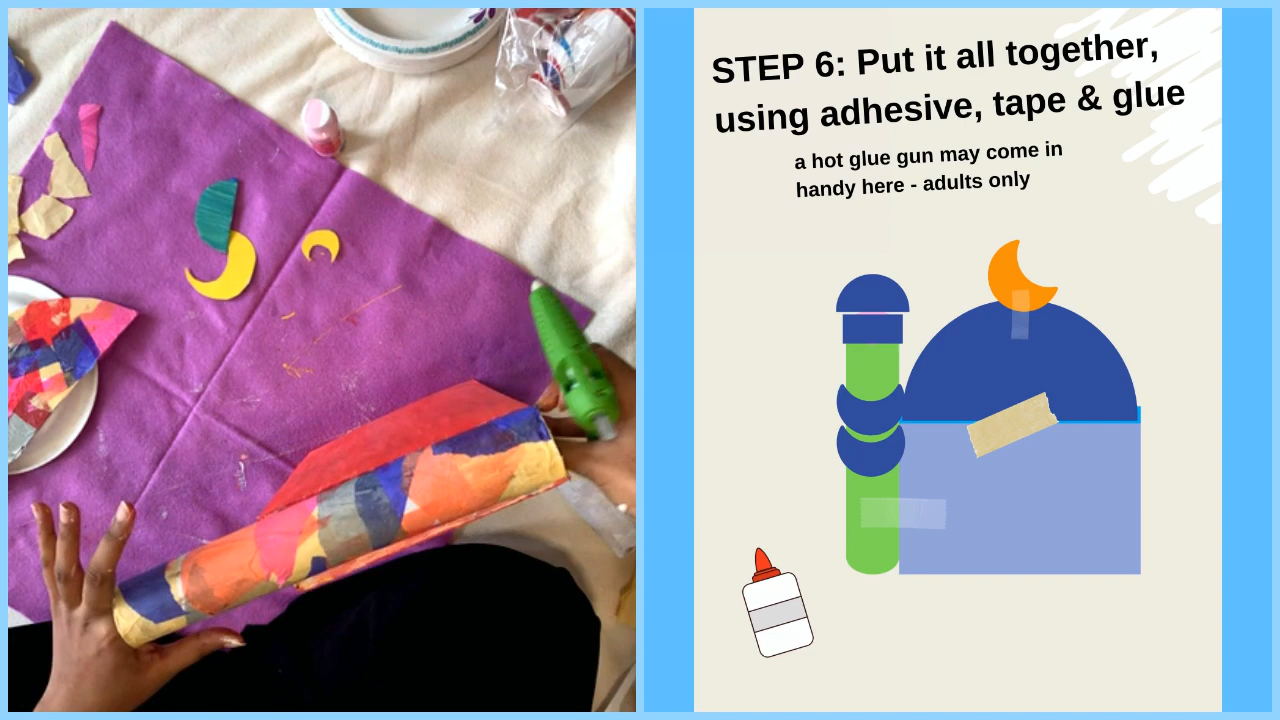 STEP 6: Put it all together,
using adhesive, tape & glue
a hot glue gun may come in
handy here - adults only